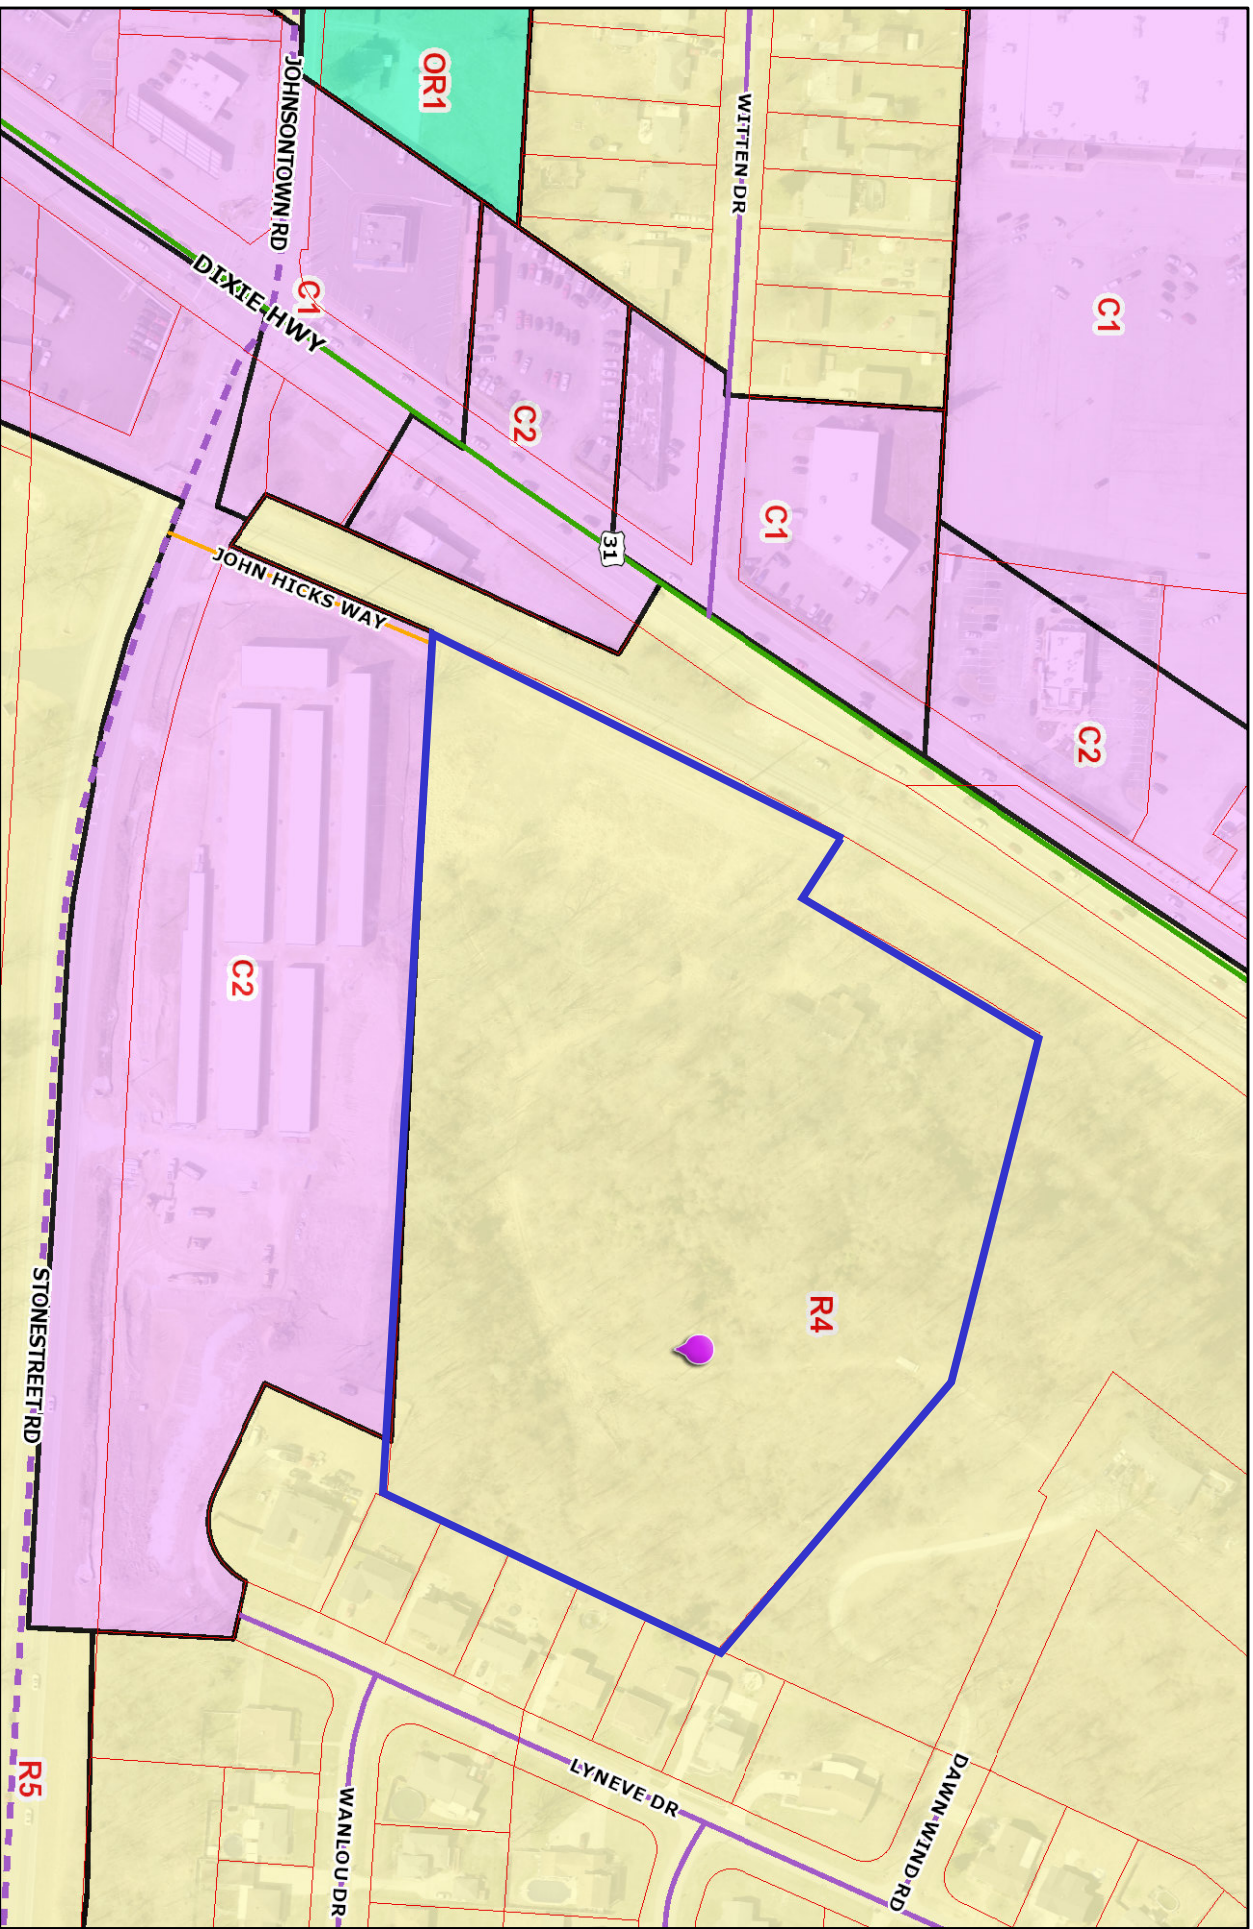 OR1
JOHNSONTOWN RD
WITTEN DR
C1
C1
DIXIE HWY
C2
C1
31
JOHN HICKS WAY
C2
C2
R4
STONESTREET RD
R5
WANLOU DR
LYNEVE DR
DAWN WIND RD